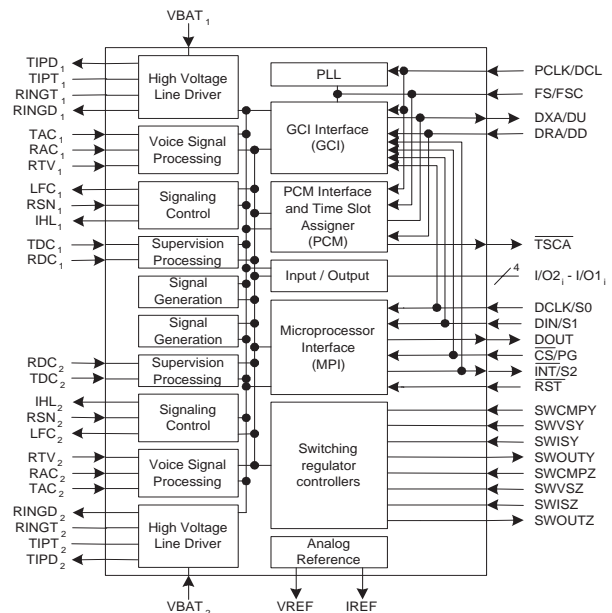 VBAT1
TIPD1
TIPT1
RINGT1
RINGD1
TAC1
RAC1
RTV1
LFC1
RSN1
IHL1
TDC1
RDC1
RDC2
TDC2
IHL2
RSN2
LFC2
RTV2
RAC2
TAC2
RINGD2
RINGT2
TIPT2
TIPD2
VBAT2
High Voltage
Line Driver
Voice Signal
Processing
Signaling
Control
Supervision
Processing
Signal
Generation
Signal
Generation
Supervision
Processing
Signaling
Control
Voice Signal
Processing
High Voltage
Line Driver
PLL
GCI Interface
(GCI)
PCM Interface
and Time Slot
Assigner
(PCM)
Input / Output
Microprocessor
Interface
(MPI)
Switching
regulator
controllers
Analog
Reference
VREF
IREF
PCLK/DCL
FS/FSC
DXA/DU
DRA/DD
TSCA
4
I/O2i - I/O1i
DCLK/S0
DIN/S1
DOUT
CS/PG
INT/S2
RST
SWCMPY
SWVSY
SWISY
SWOUTY
SWCMPZ
SWVSZ
SWISZ
SWOUTZ